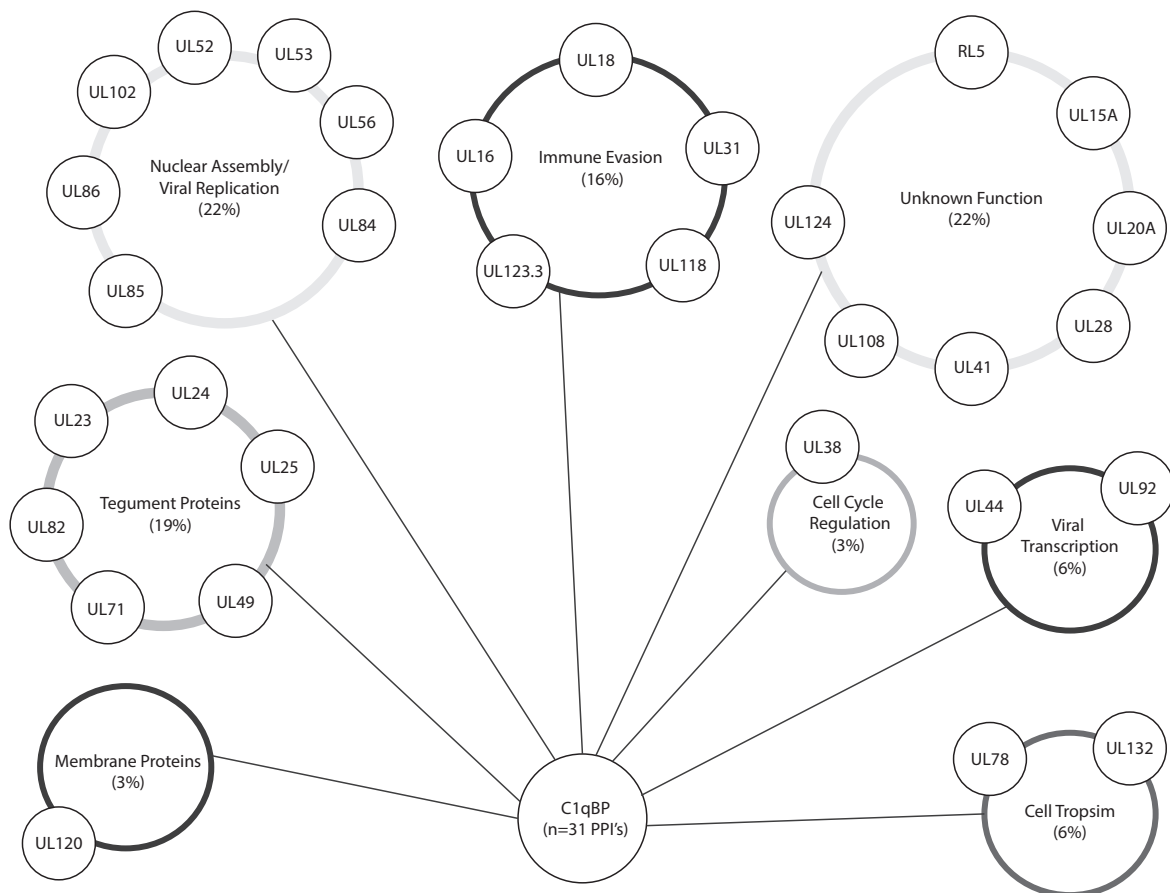 UL52
UL53
UL102
UL56
UL86
Nuclear Assembly/
Viral Replication
(22%)
UL84
UL85
UL18
UL16
Immune Evasion
(16%)
UL31
UL123.3
UL118
RL5
UL15A
UL124
Unknown Function
(22%)
UL20A
UL28
UL108
UL41
UL24
UL23
UL25
Tegument Proteins
(19%)
UL82
UL71
UL49
UL38
Cell Cycle
Regulation
(3%)
UL92
UL44
Viral
Transcription
(6%)
Membrane Proteins
(3%)
UL120
C1qBP
(n=31 PPI's)
UL78
UL132
Cell Tropsim
(6%)